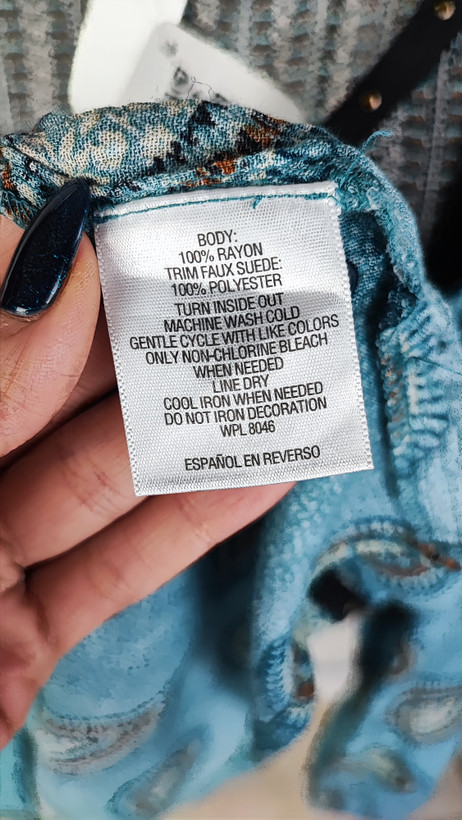 BODY:
100% RAYON
TRIM FAUX SUEDE:
100% POLYESTER
TURN INSIDE OUT
MACHINE WASH COLD
GENTLE CYCLE WITH LIKE COLORS
ONLY NON-CHLORINE BLEACH
WHEN NEEDED
LINE DRY
COOL IRON WHEN NEEDED
DO NOT IRON DECORATION
WPL 8046
ESPAÑOL EN REVERSO